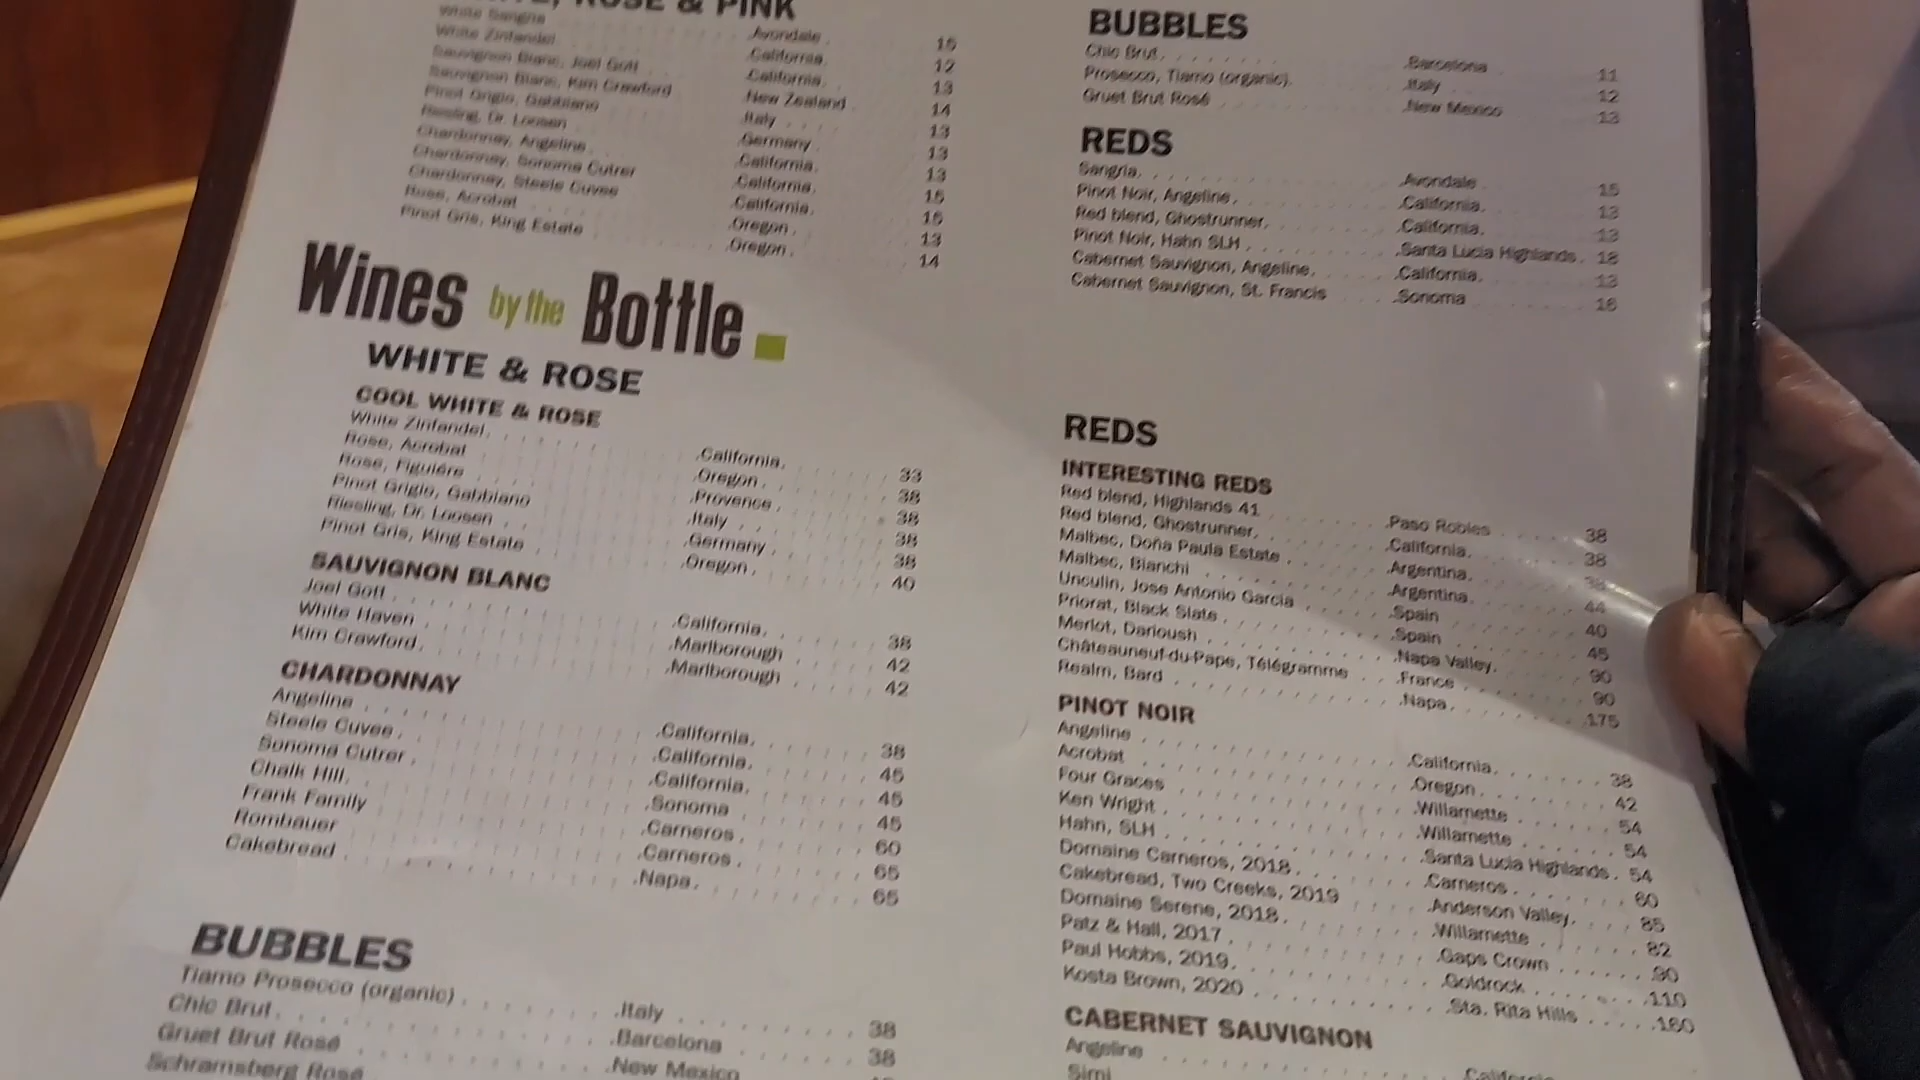 ROSE & PINK
White Sangria Avondale 15
White Zinfandel California 12
Sauvignon Blanc, Joel Gott California 13
Sauvignon Blanc, Kim Crawford New Zealand 14
Pinot Grigio, Gabbiano Italy 13
Riesling, Dr. Loosen Germany 13
Chardonnay, Angeline California 13
Chardonnay, Sonoma Cutrer California 15
Chardonnay, Steele Cuvee California 15
Rose, Acrobat Oregon 13
Pinot Gris, King Estate Oregon 14
BUBBLES
Chic Brut Barcelona 11
Prosecco, Tiamo (organic) Italy 12
Gruet Brut Rosé New Mexico 13
REDS
Sangria Avondale 15
Pinot Noir, Angeline California 13
Red blend, Ghostrunner California 13
Pinot Noir, Hahn SLH Santa Lucia Highlands 18
Cabernet Sauvignon, Angeline California 13
Cabernet Sauvignon, St. Francis Sonoma
Wines by the Bottle
WHITE & ROSE
COOL WHITE & ROSE
White Zinfandel California 33
Rose, Acrobat Oregon 38
Rose, Figuiére Provence 38
Pinot Grigio, Gabbiano Italy 38
Riesling, Dr. Loosen Germany 38
Pinot Gris, King Estate Oregon 40
SAUVIGNON BLANC
Joel Gott California 38
White Haven Marlborough 42
Kim Crawford Marlborough 42
CHARDONNAY
Angeline California 38
Steele Cuvee California 45
Sonoma Cutrer California 45
Chalk Hill Sonoma 45
Frank Family Carneros 60
Rombauer Carneros 65
Cakebread Napa 65
BUBBLES
Tiamo Prosecco (organic) Italy 38
Chic Brut Barcelona 38
Gruet Brut Rosé New Mexico
Schramsberg Rosé
REDS
INTERESTING REDS
Red blend, Highlands 41 Paso Robles 38
Red blend, Ghostrunner California 38
Malbec, Doña Paula Estate Argentina
Malbec, Bianchi Argentina 44
Unculin, Jose Antonio Garcia Spain 40
Priorat, Black Slate Spain 45
Merlot, Darioush Napa Valley 90
Châteauneuf-du-Pape, Télégramme France 90
Realm, Bard Napa 175
PINOT NOIR
Angeline California 38
Acrobat Oregon 42
Four Graces Willamette 54
Ken Wright Willamette 54
Hahn, SLH Santa Lucia Highlands 54
Domaine Carneros, 2018 Carneros 60
Cakebread, Two Creeks, 2019 Anderson Valley 85
Domaine Serene, 2018 Willamette 82
Patz & Hall, 2017 Gaps Crown 90
Paul Hobbs, 2019 Goldrock 110
Kosta Brown, 2020 Sta. Rita Hills 160
CABERNET SAUVIGNON
Angeline California
Simi